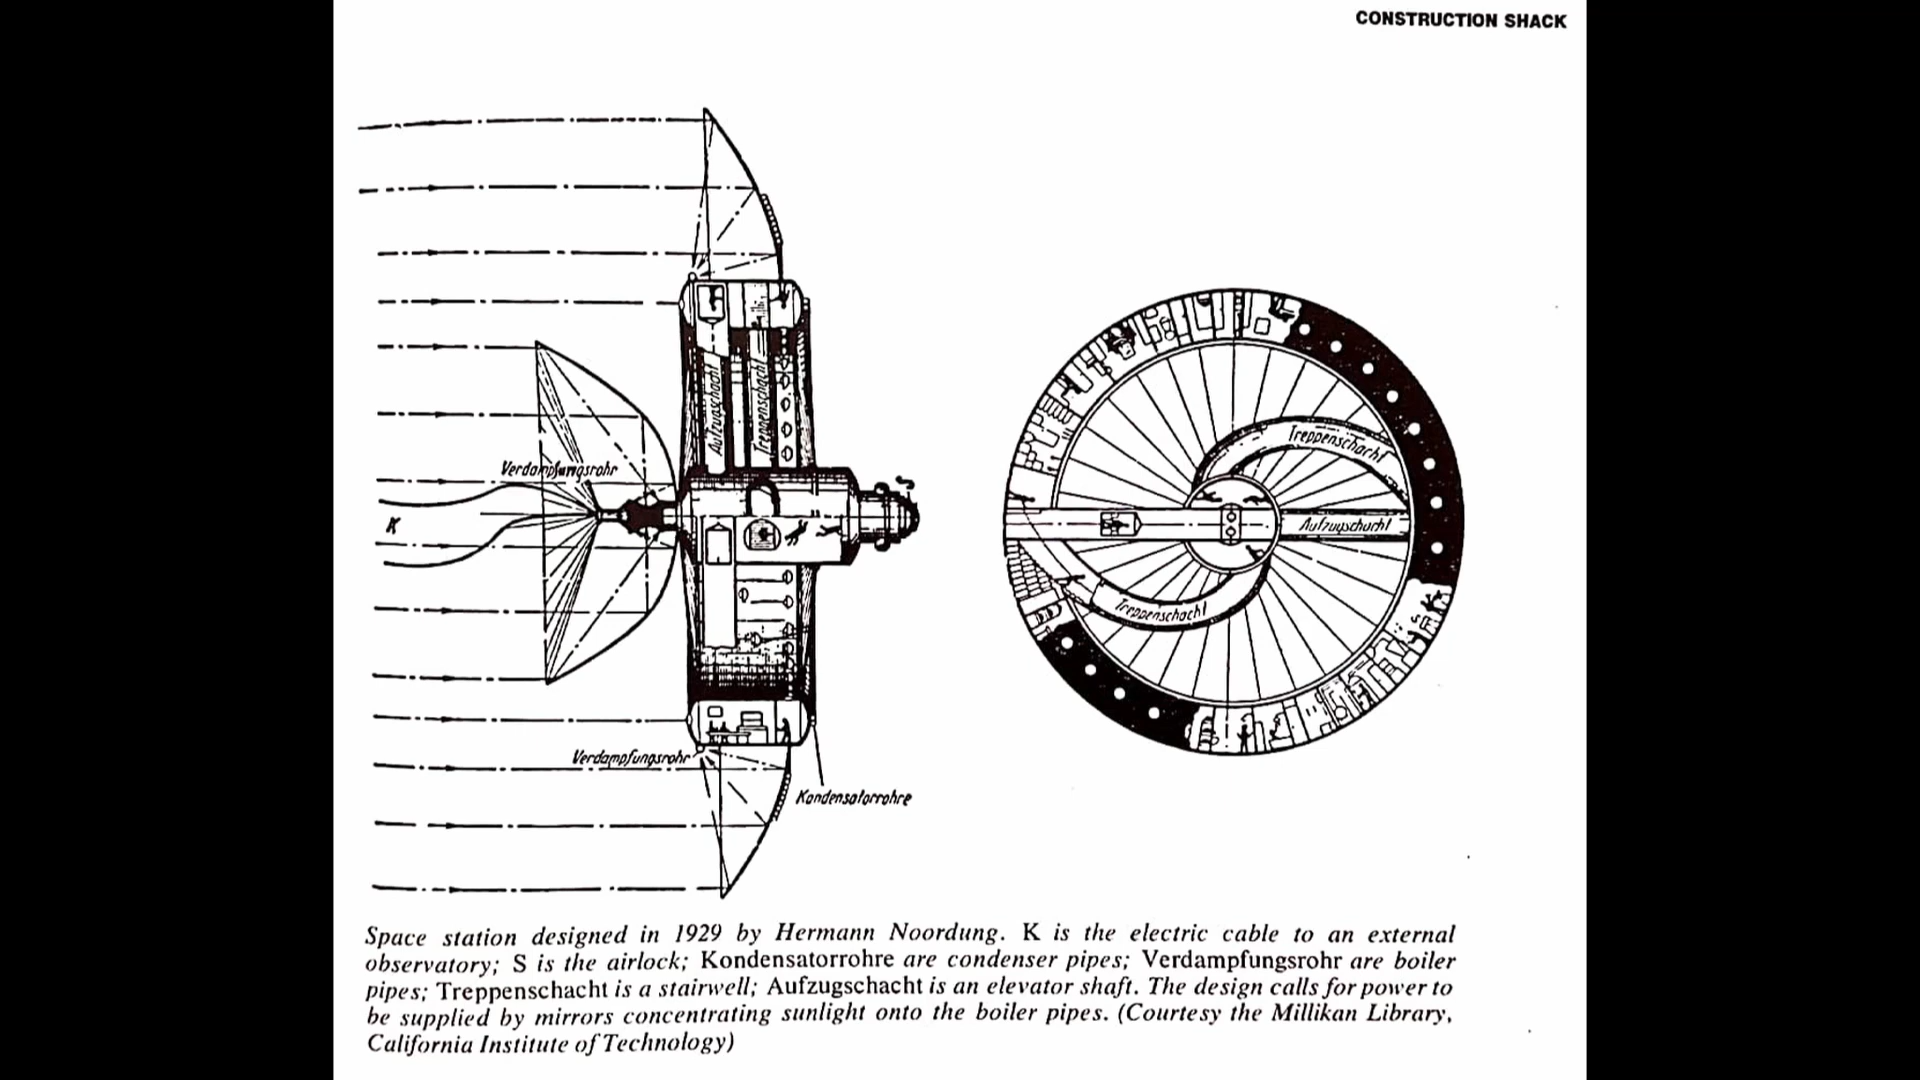 CONSTRUCTION SHACK
Aufzugschacht
Treppenschacht
Verdampfungsrohr
K
S
Verdampfungsrohr
Kondensatorrohre
Treppenschacht
Aufzugschacht
Treppenschacht
Space station designed in 1929 by Hermann Noordung. K is the electric cable to an external
observatory; S is the airlock; Kondensatorrohre are condenser pipes; Verdampfungsrohr are boiler
pipes; Treppenschacht is a stairwell; Aufzugschacht is an elevator shaft. The design calls for power to
be supplied by mirrors concentrating sunlight onto the boiler pipes. (Courtesy the Millikan Library,
California Institute of Technology)